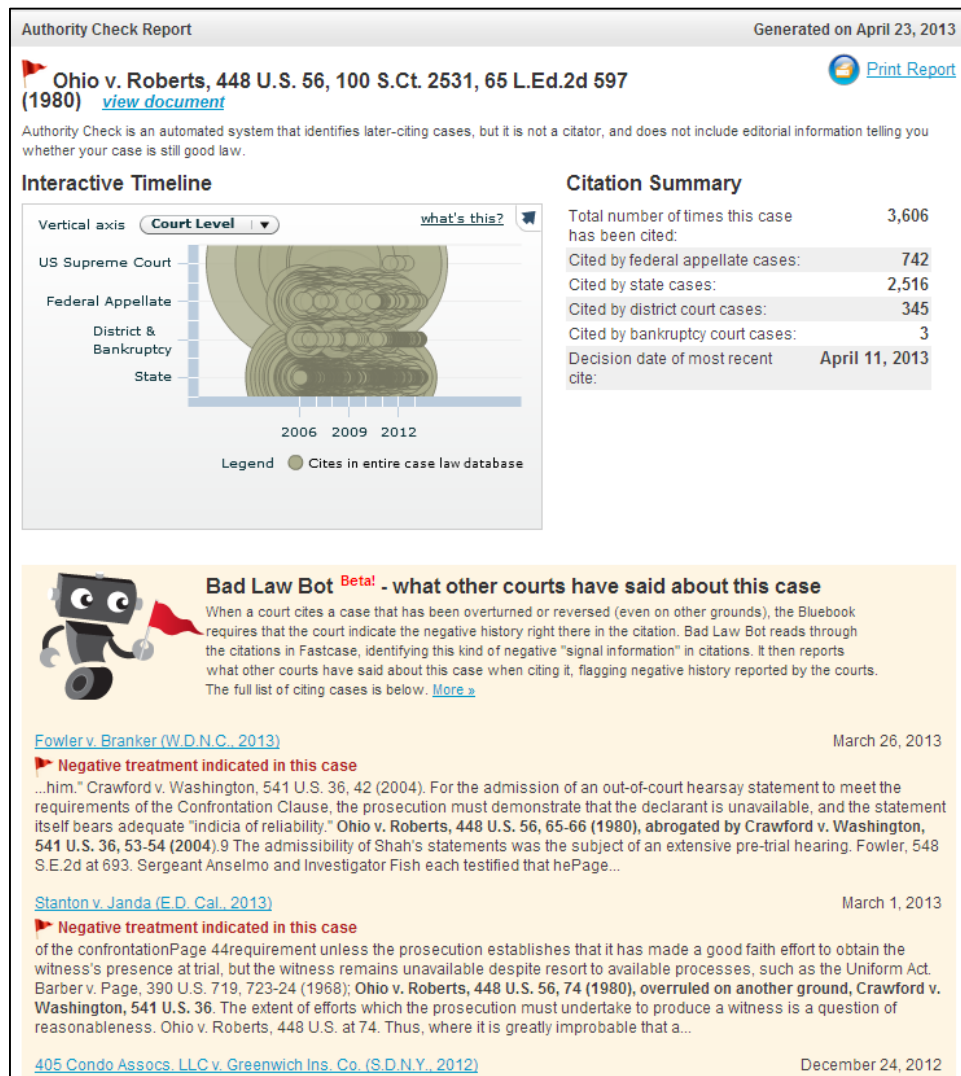 Authority Check Report
Generated on April 23, 2013
Ohio v. Roberts, 448 U.S. 56, 100 S.Ct. 2531, 65 L.Ed.2d 597
(1980) view document
Print Report
Authority Check is an automated system that identifies later-citing cases, but it is not a citator, and does not include editorial information telling you
whether your case is still good law.
Interactive Timeline
Vertical axis Court Level
what's this?
US Supreme Court
Federal Appellate
District &
Bankruptcy
State
2006 2009 2012
Legend Cites in entire case law database
Citation Summary
Total number of times this case 3,606
has been cited:
Cited by federal appellate cases: 742
Cited by state cases: 2,516
Cited by district court cases: 345
Cited by bankruptcy court cases: 3
Decision date of most recent April 11, 2013
cite:
Bad Law Bot Beta! - what other courts have said about this case
When a court cites a case that has been overturned or reversed (even on other grounds), the Bluebook
requires that the court indicate the negative history right there in the citation. Bad Law Bot reads through
the citations in Fastcase, identifying this kind of negative "signal information" in citations. It then reports
what other courts have said about this case when citing it, flagging negative history reported by the courts.
The full list of citing cases is below. More »
Fowler v. Branker (W.D.N.C., 2013)
March 26, 2013
Negative treatment indicated in this case
...him." Crawford v. Washington, 541 U.S. 36, 42 (2004). For the admission of an out-of-court hearsay statement to meet the
requirements of the Confrontation Clause, the prosecution must demonstrate that the declarant is unavailable, and the statement
itself bears adequate "indicia of reliability." Ohio v. Roberts, 448 U.S. 56, 65-66 (1980), abrogated by Crawford v. Washington,
541 U.S. 36, 53-54 (2004).9 The admissibility of Shah's statements was the subject of an extensive pre-trial hearing. Fowler, 548
S.E.2d at 693. Sergeant Anselmo and Investigator Fish each testified that hePage...
Stanton v. Janda (E.D. Cal., 2013)
March 1, 2013
Negative treatment indicated in this case
of the confrontationPage 44requirement unless the prosecution establishes that it has made a good faith effort to obtain the
witness's presence at trial, but the witness remains unavailable despite resort to available processes, such as the Uniform Act.
Barber v. Page, 390 U.S. 719, 723-24 (1968); Ohio v. Roberts, 448 U.S. 56, 74 (1980), overruled on another ground, Crawford v.
Washington, 541 U.S. 36. The extent of efforts which the prosecution must undertake to produce a witness is a question of
reasonableness. Ohio v. Roberts, 448 U.S. at 74. Thus, where it is greatly improbable that a...
405 Condo Assocs. LLC v. Greenwich Ins. Co. (S.D.N.Y., 2012)
December 24, 2012